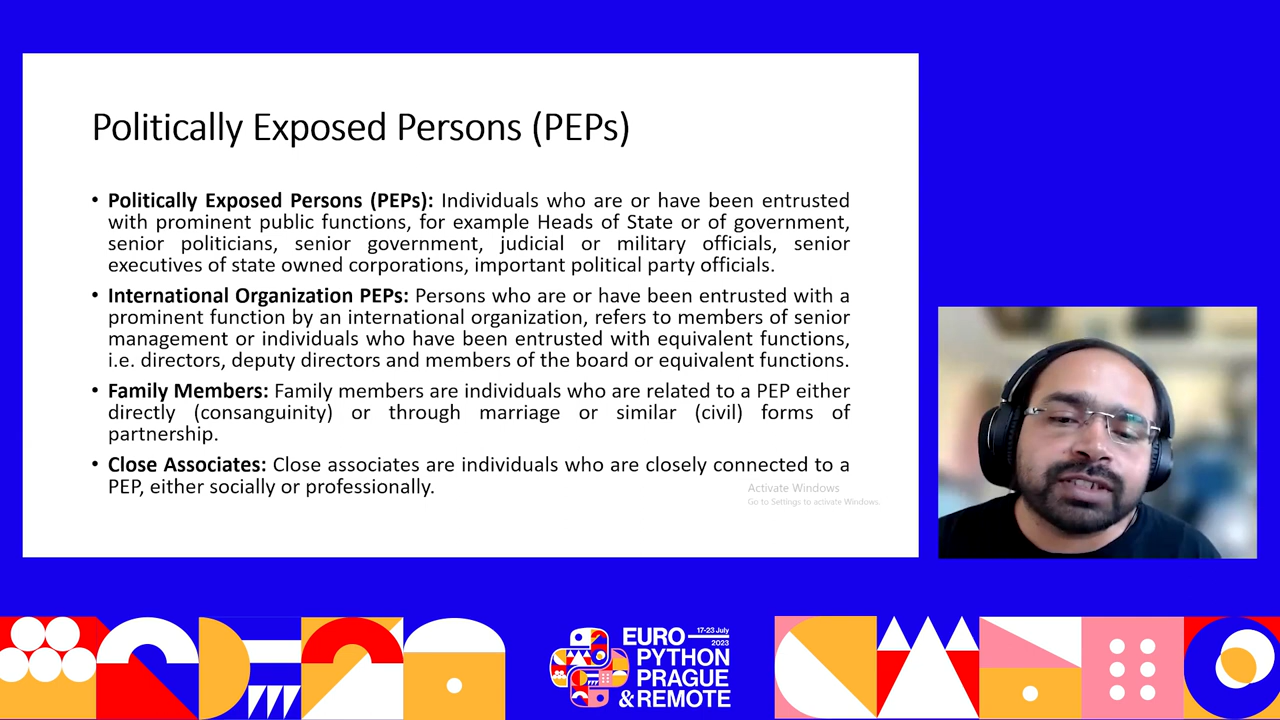 Politically Exposed Persons (PEPs)
• Politically Exposed Persons (PEPs): Individuals who are or have been entrusted
with prominent public functions, for example Heads of State or of government,
senior politicians, senior government, judicial or military officials, senior
executives of state owned corporations, important political party officials.
• International Organization PEPs: Persons who are or have been entrusted with a
prominent function by an international organization, refers to members of senior
management or individuals who have been entrusted with equivalent functions,
i.e. directors, deputy directors and members of the board or equivalent functions.
• Family Members: Family members are individuals who are related to a PEP either
directly (consanguinity) or through marriage or similar (civil) forms of
partnership.
• Close Associates: Close associates are individuals who are closely connected to a
PEP, either socially or professionally.
Activate Windows
Go to Settings to activate Windows.
EURO 17-23 July
2023
PYTHON
PRAGUE
& REMOTE